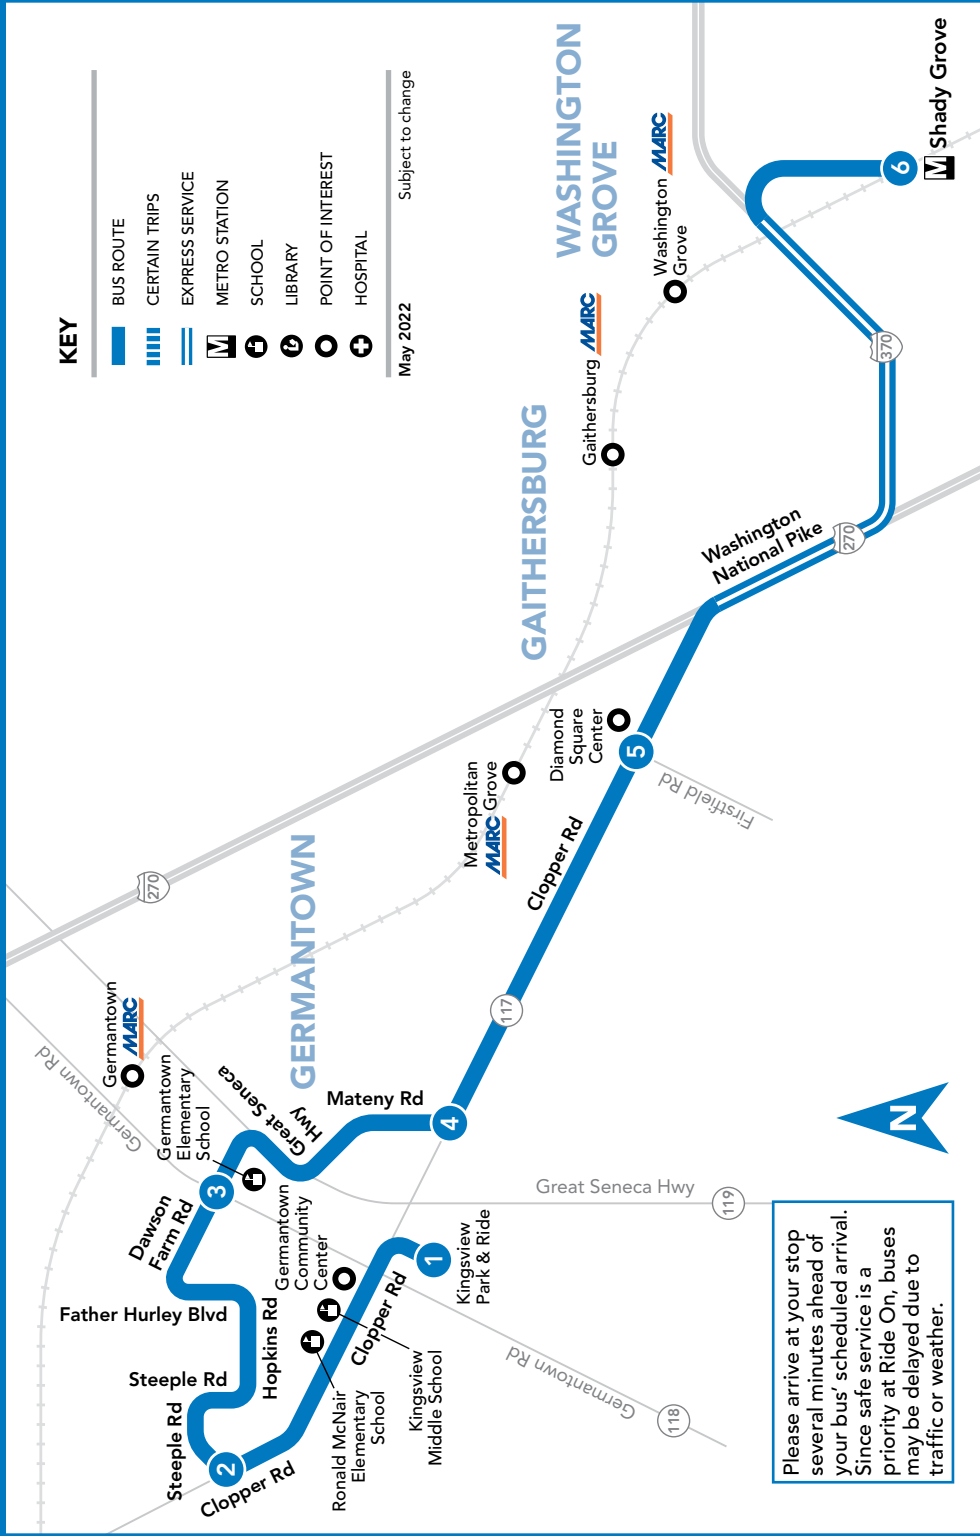 KEY
BUS ROUTE
CERTAIN TRIPS
EXPRESS SERVICE
M
METRO STATION
SCHOOL
LIBRARY
POINT OF INTEREST
HOSPITAL
May 2022
Subject to change
WASHINGTON
GROVE
GAITHERSBURG
GERMANTOWN
Washington
Grove
MARC
Gaithersburg
MARC
Metropolitan
Grove
MARC
Germantown
MARC
6
M Shady Grove
370
270
Washington
National Pike
Diamond
Square
Center
5
Firstfield Rd
Clopper Rd
117
270
Germantown Rd
Germantown
Elementary
School
Great Seneca
Hwy
Mateny Rd
4
3
Dawson
Farm Rd
Father Hurley Blvd
Hopkins Rd
Steeple Rd
Steeple Rd
2
Clopper Rd
Germantown
Community
Center
Clopper Rd
1
Kingsview
Park & Ride
Ronald McNair
Elementary
School
Kingsview
Middle School
Germantown Rd
118
Great Seneca Hwy
119
N
Please arrive at your stop
several minutes ahead of
your bus’ scheduled arrival.
Since safe service is a
priority at Ride On, buses
may be delayed due to
traffic or weather.